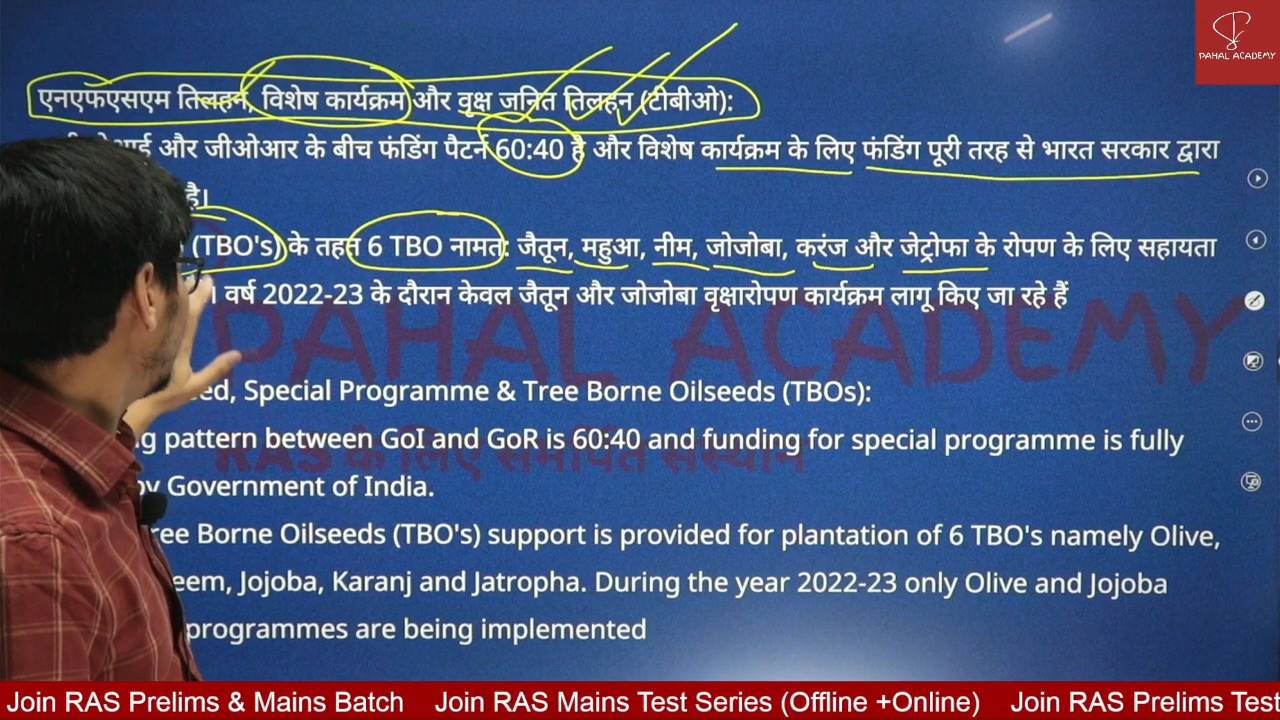 PAHAL ACADEMY
एनएफएसएम तिलहन, विशेष कार्यक्रम और वृक्ष जनित तिलहन (टीबीओ):
और जीओआर के बीच फंडिंग पैटर्न 60:40 है और विशेष कार्यक्रम के लिए फंडिंग पूरी तरह से भारत सरकार द्वारा
है।
(TBO's) के तहत 6 TBO नामत: जैतून, महुआ, नीम, जोजोबा, करंज और जेट्रोफा के रोपण के लिए सहायता
। वर्ष 2022-23 के दौरान केवल जैतून और जोजोबा वृक्षारोपण कार्यक्रम लागू किए जा रहे हैं
PAHAL ACADEMY
Special Programme & Tree Borne Oilseeds (TBOs):
pattern between GoI and GoR is 60:40 and funding for special programme is fully
RAS के लिए समर्पित संस्थान
by Government of India.
Borne Oilseeds (TBO's) support is provided for plantation of 6 TBO's namely Olive,
Jojoba, Karanj and Jatropha. During the year 2022-23 only Olive and Jojoba
programmes are being implemented
Join RAS Prelims & Mains Batch Join RAS Mains Test Series (Offline +Online) Join RAS Prelims Test